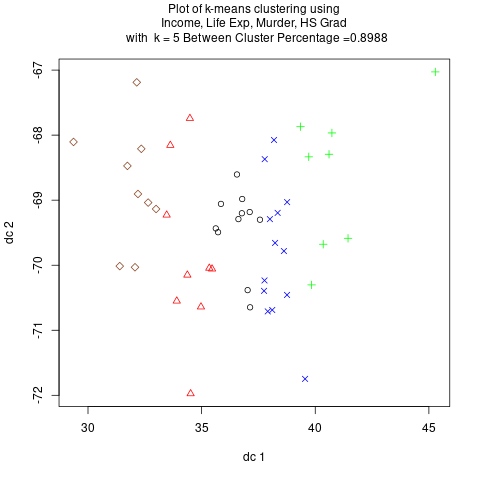 Plot of k-means clustering using
Income, Life Exp, Murder, HS Grad
with k = 5 Between Cluster Percentage =0.8988
-67
-68
-69
-70
-71
-72
dc 2
30 35 40 45
dc 1